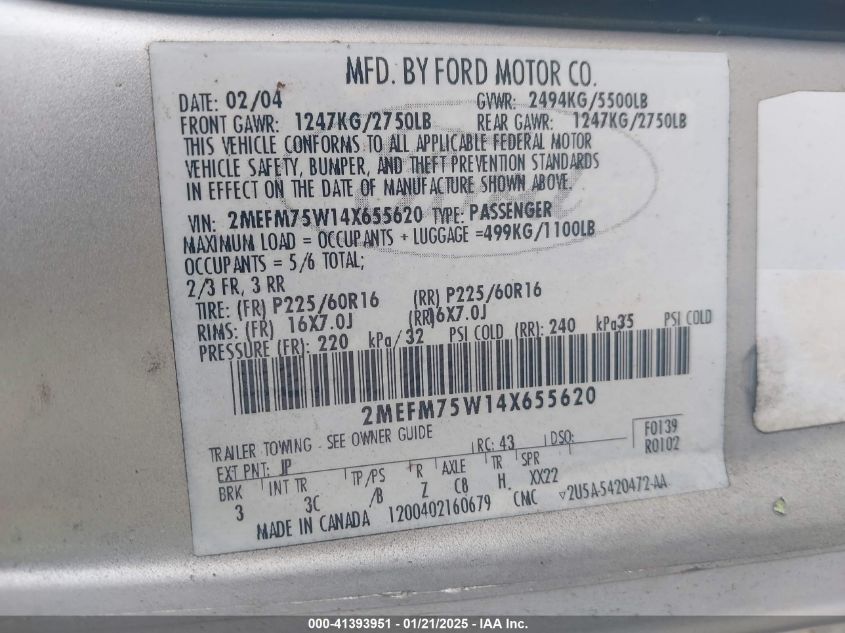 MFD. BY FORD MOTOR CO.
DATE: 02/04 GVWR: 2494KG/5500LB
FRONT GAWR: 1247KG/2750LB REAR GAWR: 1247KG/2750LB
THIS VEHICLE CONFORMS TO ALL APPLICABLE FEDERAL MOTOR
VEHICLE SAFETY, BUMPER, AND THEFT PREVENTION STANDARDS
IN EFFECT ON THE DATE OF MANUFACTURE SHOWN ABOVE.
VIN: 2MEFM75W14X655620 TYPE: PASSENGER
MAXIMUM LOAD = OCCUPANTS + LUGGAGE =499KG/1100LB
OCCUPANTS = 5/6 TOTAL;
2/3 FR, 3 RR
TIRE: (FR) P225/60R16 (RR) P225/60R16
RIMS: (FR) 16X7.0J (RR)16X7.0J
PRESSURE (FR): 220 kPa/32 PSI COLD (RR): 240 kPa35 PSI COLD
2MEFM75W14X655620
TRAILER TOWING - SEE OWNER GUIDE
F0139
EXT PNT: JP RC: 43 DSO: R0102
BRK INT TR TP/PS R AXLE TR SPR
3 3C /B Z C8 H XX22
MADE IN CANADA 1200402160679 CMC ▽2U5A-5420472-AA
000-41393951 — 01/21/2025 — IAA Inc.